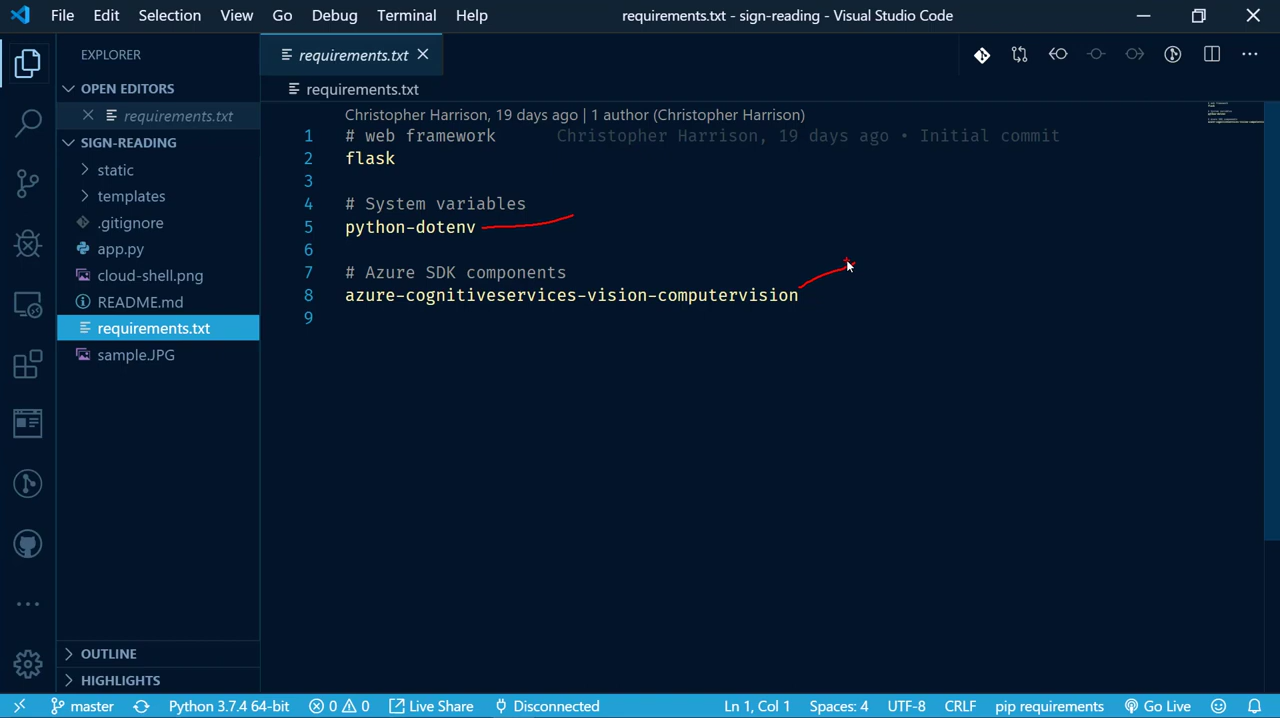 File Edit Selection View Go Debug Terminal Help requirements.txt - sign-reading - Visual Studio Code
EXPLORER
OPEN EDITORS
requirements.txt
SIGN-READING
static
templates
.gitignore
app.py
cloud-shell.png
README.md
requirements.txt
sample.JPG
OUTLINE
HIGHLIGHTS
requirements.txt
requirements.txt
Christopher Harrison, 19 days ago | 1 author (Christopher Harrison)
1 # web framework Christopher Harrison, 19 days ago • Initial commit
2 flask
3
4 # System variables
5 python-dotenv
6
7 # Azure SDK components
8 azure-cognitiveservices-vision-computervision
9
master Python 3.7.4 64-bit 0 0 Live Share Disconnected Ln 1, Col 1 Spaces: 4 UTF-8 CRLF pip requirements Go Live